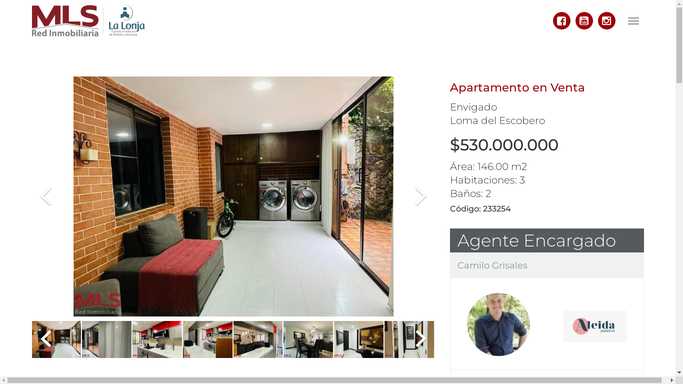 MLS
Red Inmobiliaria
La Lonja
Apartamento en Venta
Envigado
Loma del Escobero
$530.000.000
Área: 146.00 m2
Habitaciones: 3
Baños: 2
Código: 233254
MLS
Red Inmobiliaria
Agente Encargado
Camilo Grisales
Aleida